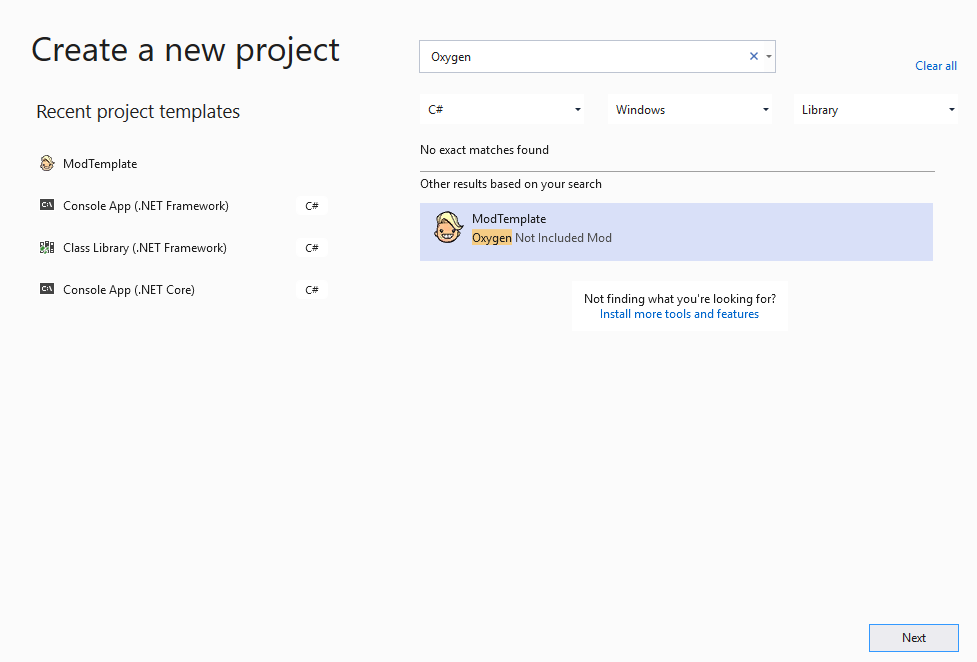 Create a new project
Recent project templates
ModTemplate
Console App (.NET Framework) C#
Class Library (.NET Framework) C#
Console App (.NET Core) C#
Oxygen
Clear all
C# Windows Library
No exact matches found
Other results based on your search
ModTemplate
Oxygen Not Included Mod
Not finding what you're looking for?
Install more tools and features
Next